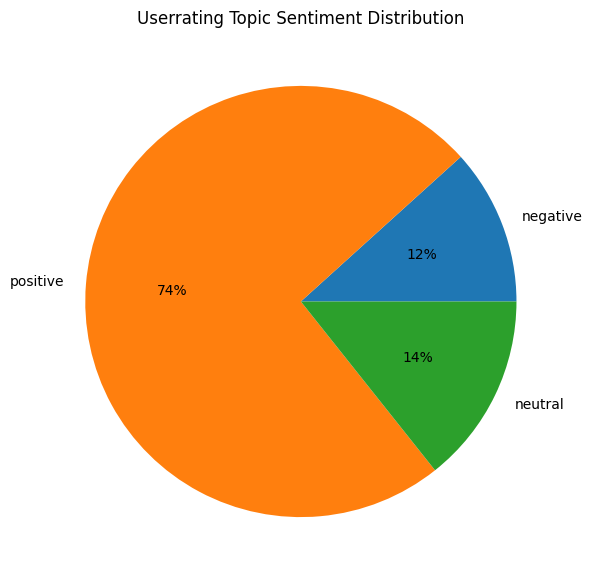 Userrating Topic Sentiment Distribution
negative
12%
positive
74%
14%
neutral